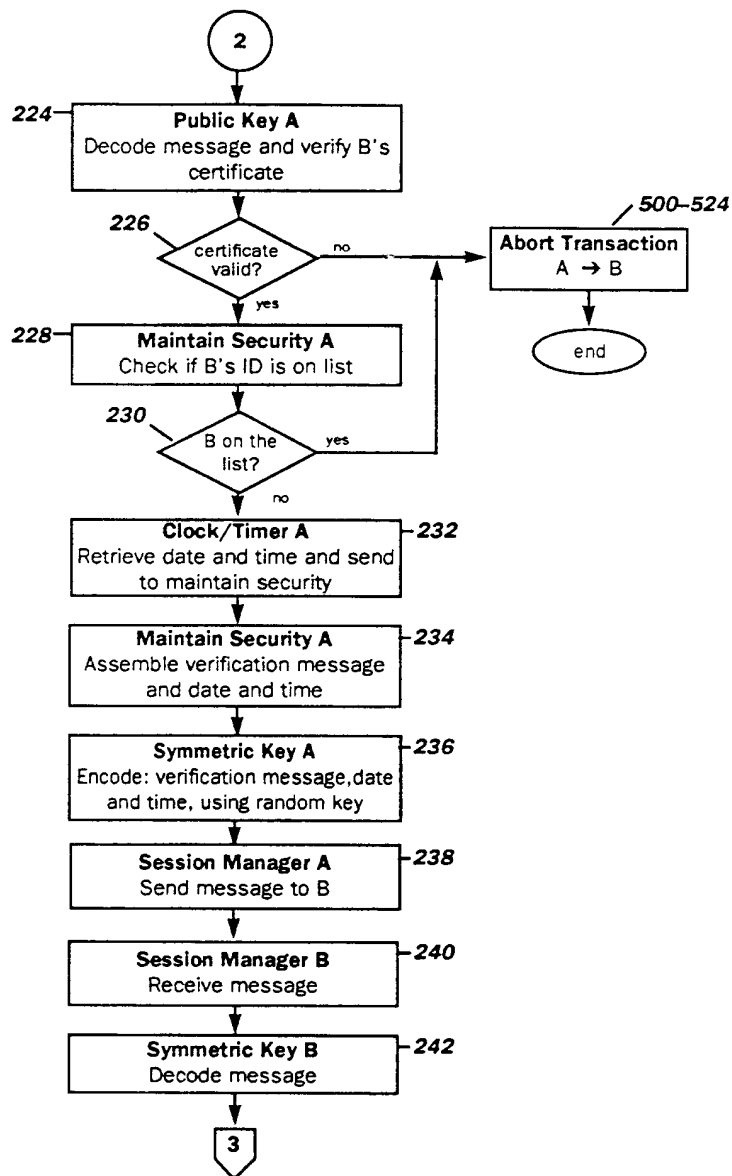 2
224
Public Key A
Decode message and verify B's
certificate
226
certificate
valid?
no
yes
500–524
Abort Transaction
A → B
end
228
Maintain Security A
Check if B's ID is on list
230
B on the
list?
yes
no
Clock/Timer A
232
Retrieve date and time and send
to maintain security
Maintain Security A
234
Assemble verification message
and date and time
Symmetric Key A
236
Encode: verification message,date
and time, using random key
Session Manager A
238
Send message to B
Session Manager B
240
Receive message
Symmetric Key B
242
Decode message
3